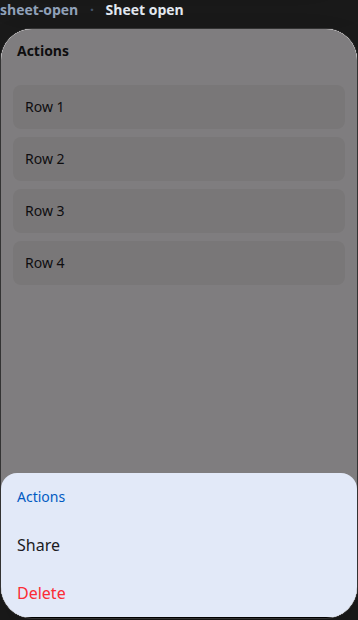 sheet-open · Sheet open
Actions
Row 1
Row 2
Row 3
Row 4
Actions
Share
Delete